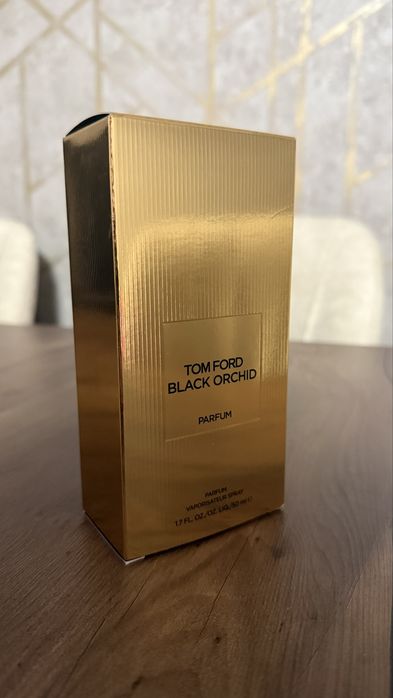 TOM FORD
BLACK ORCHID
PARFUM
PARFUM
VAPORISATEUR SPRAY
1.7 FL. OZ./OZ. LIQ./50 ml ℮